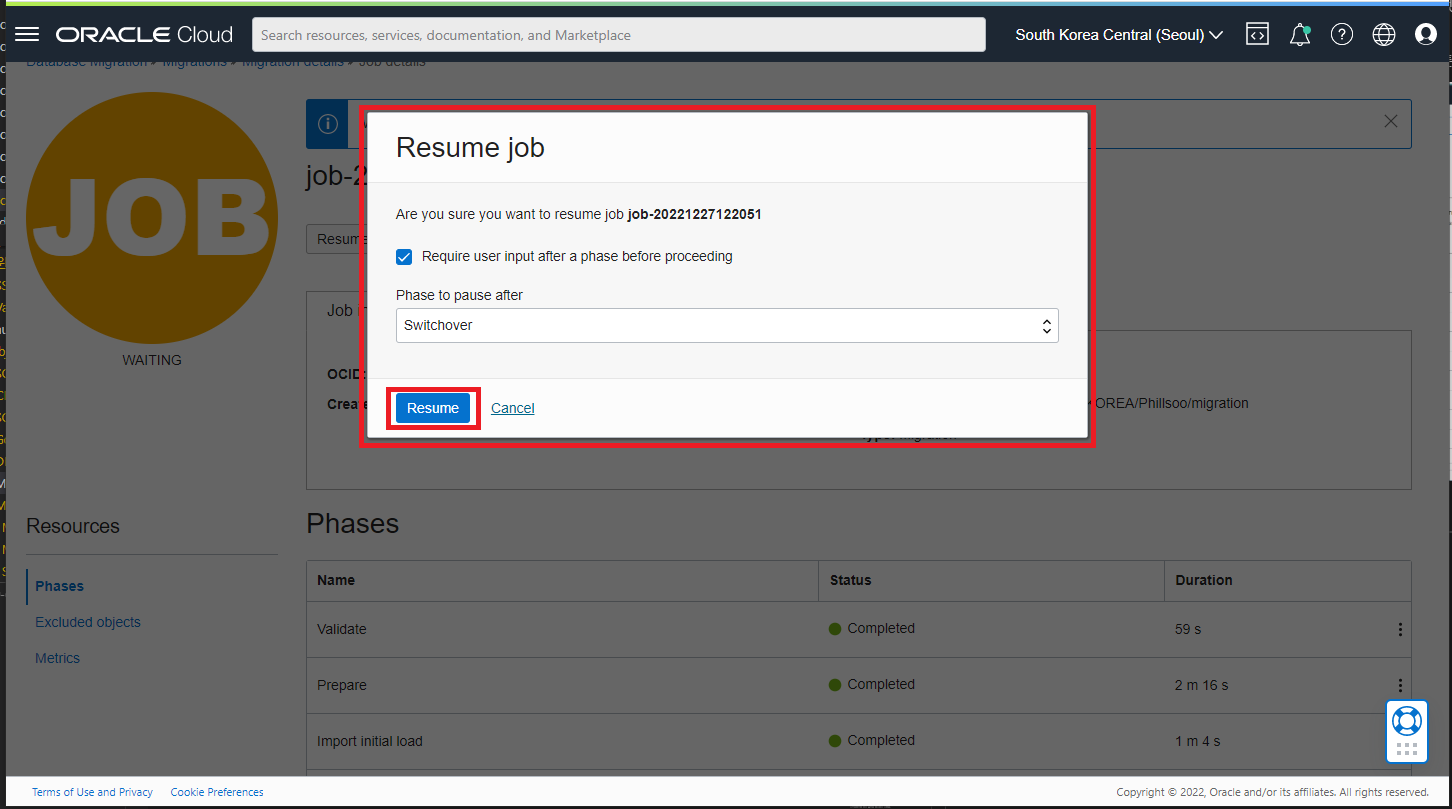 ORACLE Cloud
Search resources, services, documentation, and Marketplace
South Korea Central (Seoul)
Database Migration » Migrations » Migration details » Job details
JOB
WAITING
job-2
Resume
Job i
OCID:
Create
OREA/Phillsoo/migration
Resume job
Are you sure you want to resume job job-20221227122051
Require user input after a phase before proceeding
Phase to pause after
Switchover
Resume
Cancel
Resources
Phases
Excluded objects
Metrics
Phases
Name Status Duration
Validate Completed 59 s
Prepare Completed 2 m 16 s
Import initial load Completed 1 m 4 s
Terms of Use and Privacy Cookie Preferences
Copyright © 2022, Oracle and/or its affiliates. All rights reserved.